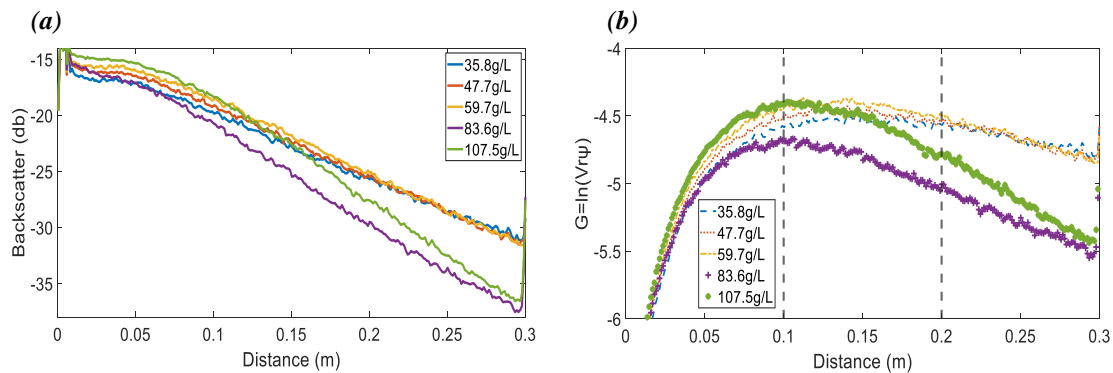 (a)
-15
-20
-25
-30
-35
Backscatter (db)
0 0.05 0.1 0.15 0.2 0.25 0.3
Distance (m)
35.8g/L
47.7g/L
59.7g/L
83.6g/L
107.5g/L
(b)
-4
-4.5
-5
-5.5
-6
G=ln(Vrψ)
0 0.05 0.1 0.15 0.2 0.25 0.3
Distance (m)
35.8g/L
47.7g/L
59.7g/L
83.6g/L
107.5g/L